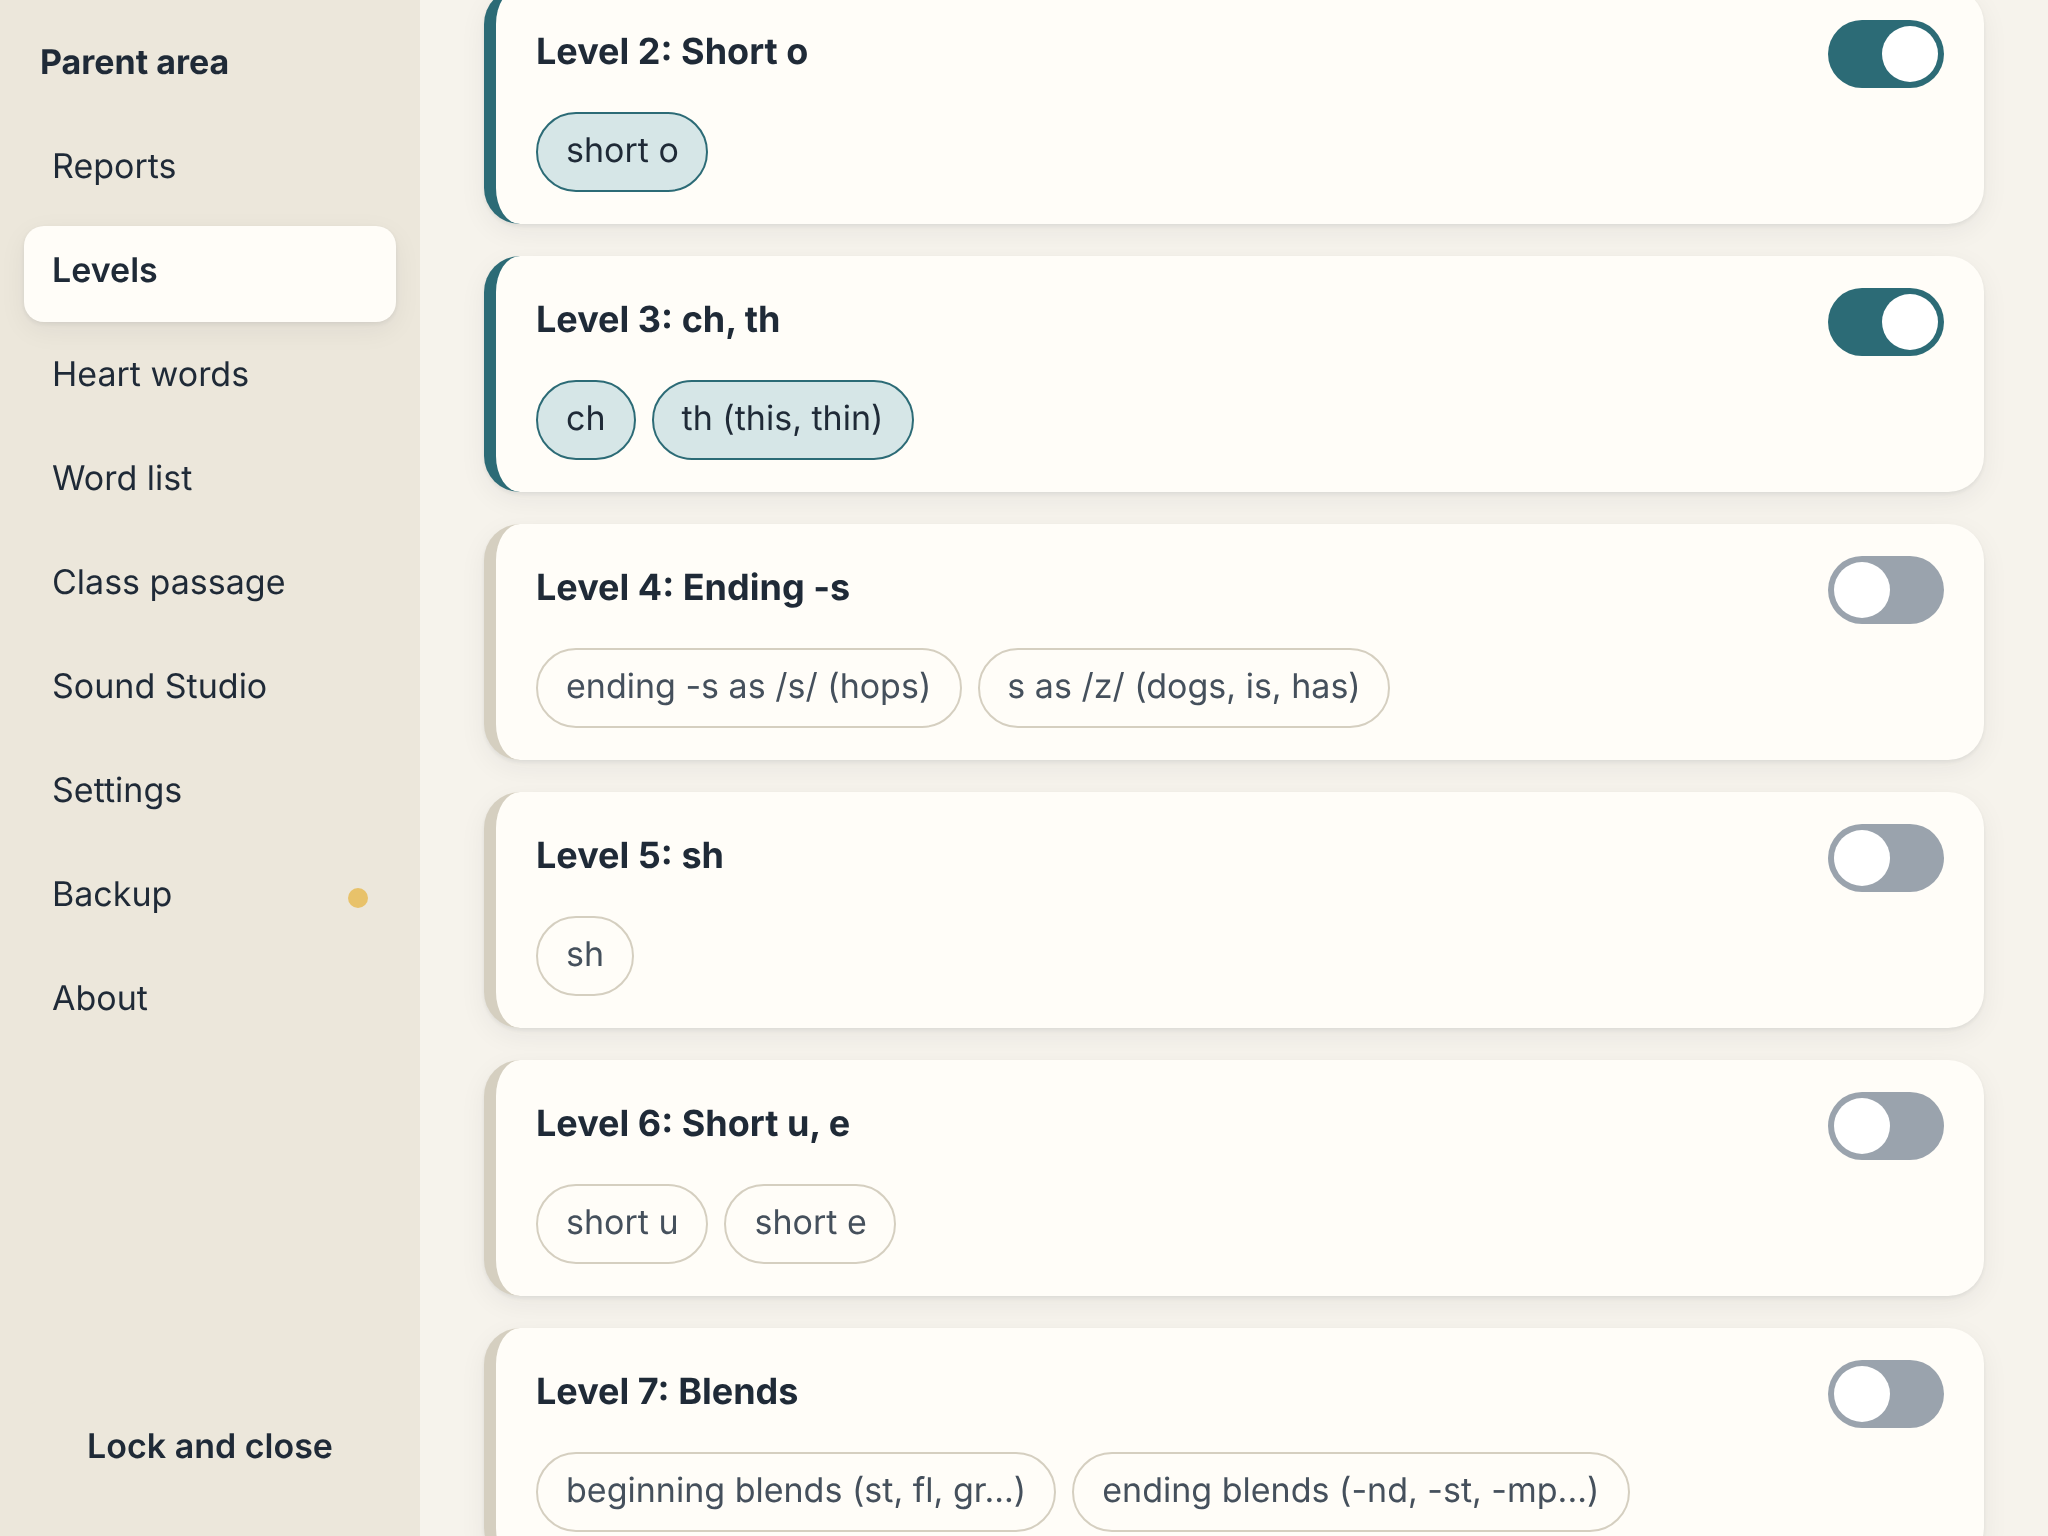 Parent area
Reports
Levels
Heart words
Word list
Class passage
Sound Studio
Settings
Backup
About
Lock and close
Level 2: Short o
short o
Level 3: ch, th
ch
th (this, thin)
Level 4: Ending -s
ending -s as /s/ (hops)
s as /z/ (dogs, is, has)
Level 5: sh
sh
Level 6: Short u, e
short u
short e
Level 7: Blends
beginning blends (st, fl, gr...)
ending blends (-nd, -st, -mp...)